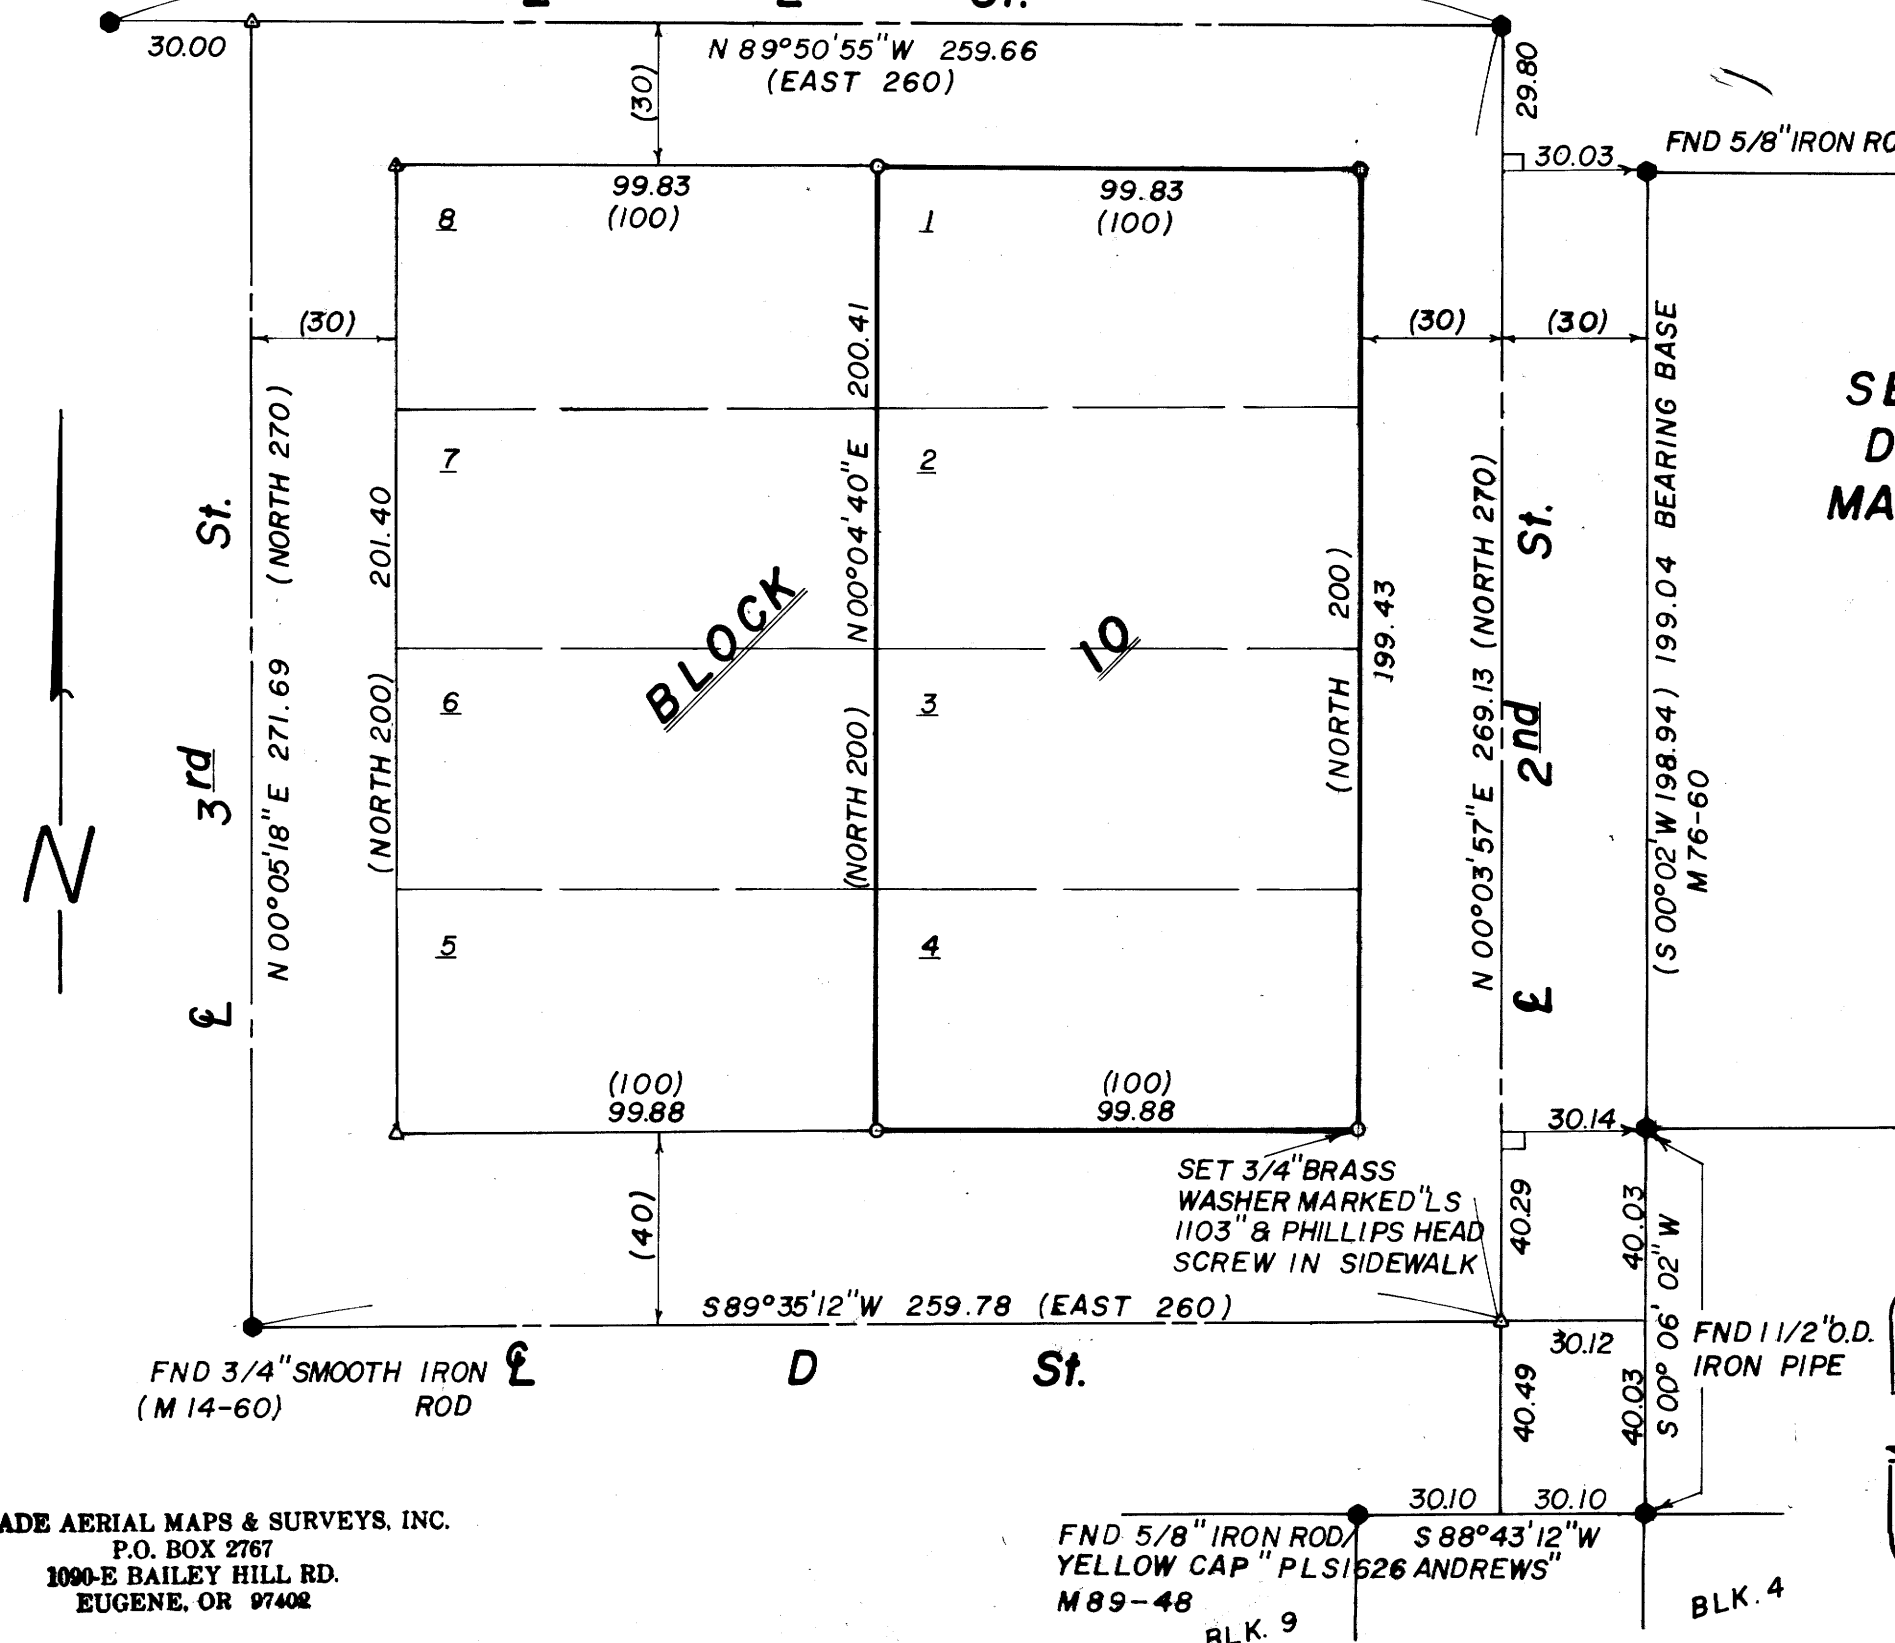 St.
30.00
N 89°50'55"W 259.66
(EAST 260)
(30)
29.80
30.03
FND 5/8" IRON
99.83
(100)
99.83
(100)
8
1
(30)
(30)
(30)
7
2
6
3
5
4
BLOCK 10
N 00°04'40"E 200.41
(NORTH 200)
201.40
(NORTH 200)
(NORTH 200)
199.43
N 00°05'18"E 271.69 (NORTH 270)
℄ 3rd St.
N 00°03'57"E 269.13 (NORTH 270)
℄ 2nd St.
(S 00°02'W 198.94) 199.04 BEARING BASE
M 76-60
N
(100)
99.88
(100)
99.88
30.14
(40)
SET 3/4" BRASS
WASHER MARKED "LS
1103" & PHILLIPS HEAD
SCREW IN SIDEWALK
40.29
40.03
S 00° 06' 02" W
S 89°35'12"W 259.78 (EAST 260)
30.12
FND 1 1/2" O.D.
IRON PIPE
℄ D St.
FND 3/4" SMOOTH IRON
(M 14-60) ROD
40.49
40.03
30.10 30.10
FND 5/8" IRON ROD/ S 88°43'12"W
YELLOW CAP "PLS1626 ANDREWS"
M 89-48
BLK. 9
BLK. 4
ADE AERIAL MAPS & SURVEYS, INC.
P.O. BOX 2767
1090-E BAILEY HILL RD.
EUGENE, OR 97402